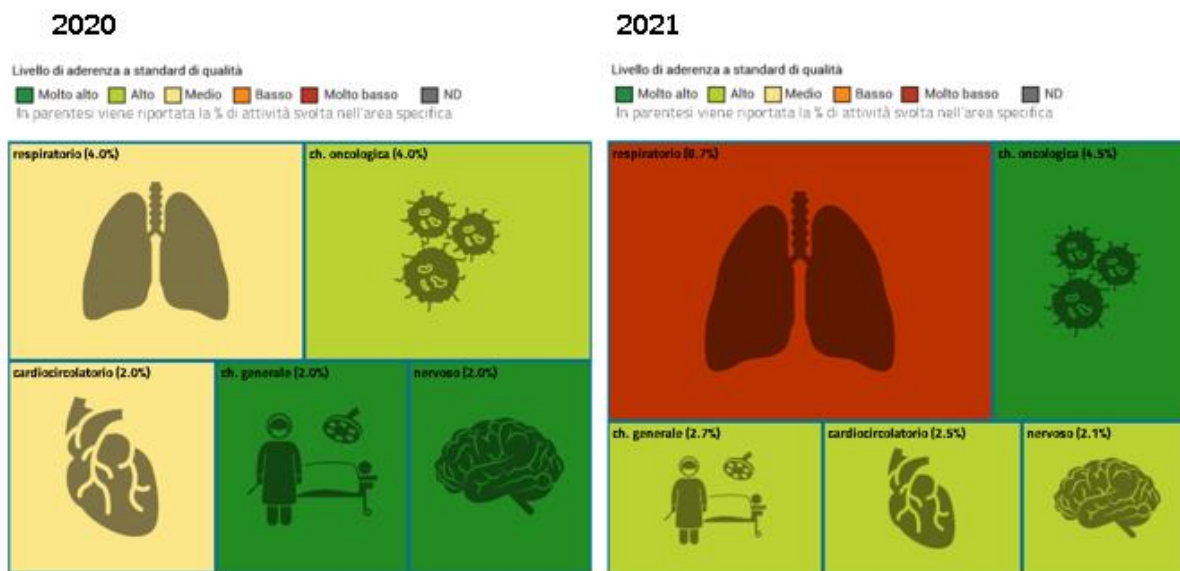 2020
Livello di aderenza a standard di qualità
Molto alto Alto Medio Basso Molto basso ND
In parentesi viene riportata la % di attività svolta nell'area specifica
respiratorio (4.0%)
ch. oncologica (4.0%)
cardiocircolatorio (2.0%)
ch. generale (2.0%)
nervoso (2.0%)
2021
Livello di aderenza a standard di qualità
Molto alto Alto Medio Basso Molto basso ND
In parentesi viene riportata la % di attività svolta nell'area specifica
respiratorio
ch. oncologica (4.5%)
ch. generale (2.7%)
cardiocircolatorio (2.5%)
nervoso (2.1%)